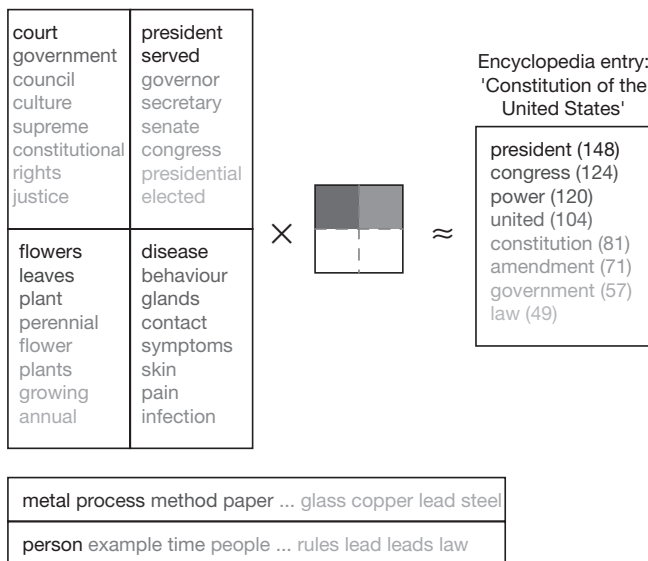 court
government
council
culture
supreme
constitutional
rights
justice
president
served
governor
secretary
senate
congress
presidential
elected
flowers
leaves
plant
perennial
flower
plants
growing
annual
disease
behaviour
glands
contact
symptoms
skin
pain
infection
×
≈
Encyclopedia entry:
'Constitution of the
United States'
president (148)
congress (124)
power (120)
united (104)
constitution (81)
amendment (71)
government (57)
law (49)
metal process method paper ... glass copper lead steel
person example time people ... rules lead leads law